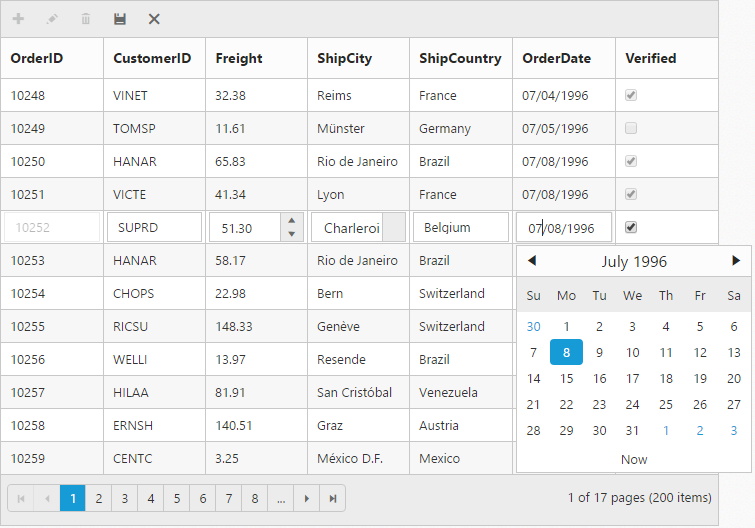 OrderID CustomerID Freight ShipCity ShipCountry OrderDate Verified
10248 VINET 32.38 Reims France 07/04/1996
10249 TOMSP 11.61 Münster Germany 07/05/1996
10250 HANAR 65.83 Rio de Janeiro Brazil 07/08/1996
10251 VICTE 41.34 Lyon France 07/08/1996
10252 SUPRD 51.30 Charleroi Belgium 07/08/1996
10253 HANAR 58.17 Rio de Janeiro Brazil
10254 CHOPS 22.98 Bern Switzerland
10255 RICSU 148.33 Genève Switzerland
10256 WELLI 13.97 Resende Brazil
10257 HILAA 81.91 San Cristóbal Venezuela
10258 ERNSH 140.51 Graz Austria
10259 CENTC 3.25 México D.F. Mexico
July 1996
Su Mo Tu We Th Fr Sa
30 1 2 3 4 5 6
7 8 9 10 11 12 13
14 15 16 17 18 19 20
21 22 23 24 25 26 27
28 29 30 31 1 2 3
Now
1 2 3 4 5 6 7 8 ...
1 of 17 pages (200 items)